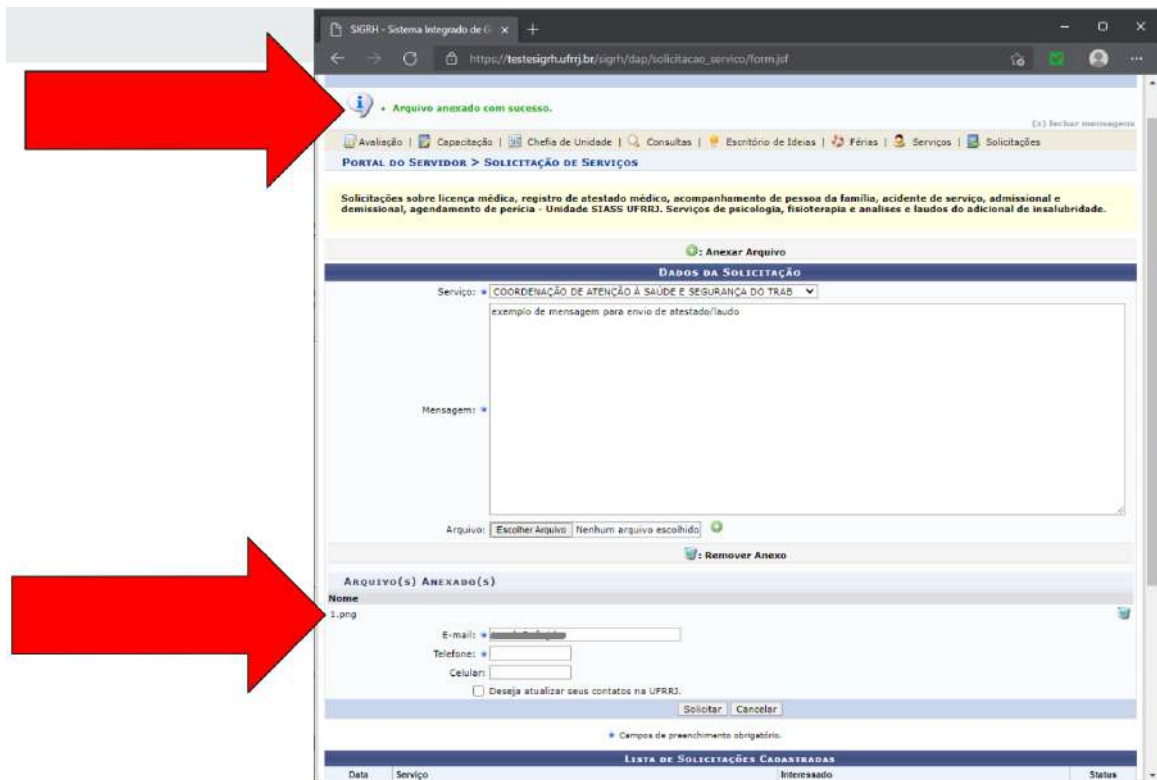 SIGRH - Sistema Integrado de G
https://testesigrh.ufrrj.br/sigrh/dap/solicitacao_servico/form.jsf
Arquivo anexado com sucesso.
(x) fechar mensagens
Avaliação | Capacitação | Chefia de Unidade | Consultas | Escritório de Ideias | Férias | Serviços | Solicitações
PORTAL DO SERVIDOR > SOLICITAÇÃO DE SERVIÇOS
Solicitações sobre licença médica, registro de atestado médico, acompanhamento de pessoa da família, acidente de serviço, admissional e
demissional, agendamento de perícia - Unidade SIASS UFRRJ. Serviços de psicologia, fisioterapia e analises e laudos do adicional de insalubridade.
: Anexar Arquivo
DADOS DA SOLICITAÇÃO
Serviço: COORDENAÇÃO DE ATENÇÃO À SAÚDE E SEGURANÇA DO TRAB
exemplo de mensagem para envio de atestado/laudo
Mensagem:
Arquivo: Escolher Arquivo Nenhum arquivo escolhido
: Remover Anexo
ARQUIVO(S) ANEXADO(S)
Nome
1.png
E-mail:
Telefone:
Celular:
Deseja atualizar seus contatos na UFRRJ.
Solicitar Cancelar
Campos de preenchimento obrigatório.
LISTA DE SOLICITAÇÕES CADASTRADAS
Data Serviço Interessado Status